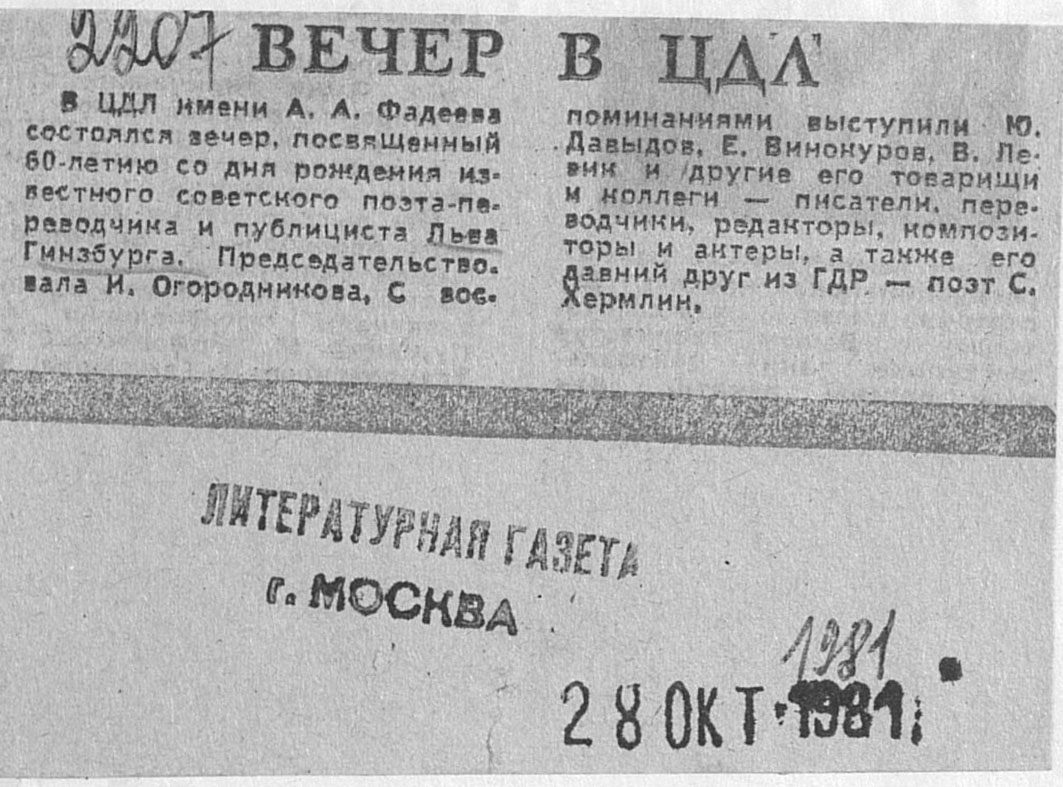 2207
ВЕЧЕР В ЦДЛ
В ЦДЛ имени А. А. Фадеева
состоялся вечер, посвященный
60-летию со дня рождения из-
вестного советского поэта-пе-
реводчика и публициста Льва
Гинзбурга. Председательство-
вала И. Огородникова. С вос-
поминаниями выступили Ю.
Давыдов, Е. Винокуров, В. Ле-
вик и другие его товарищи
и коллеги — писатели, пере-
водчики, редакторы, компози-
торы и актеры, а также его
давний друг из ГДР — поэт С.
Хермлин.
ЛИТЕРАТУРНАЯ ГАЗЕТА
г. МОСКВА
1981
28 ОКТ 1981